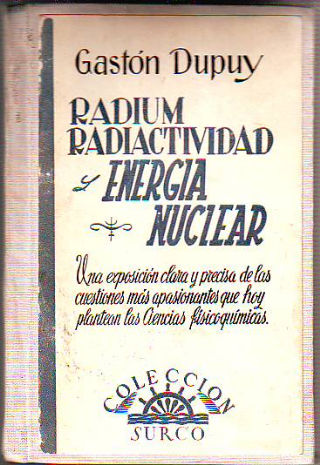 Gastón Dupuy
RADIUM
RADIACTIVIDAD
y ENERGIA
NUCLEAR
Una exposición clara y precisa de las
cuestiones más apasionantes que hoy
plantean las Ciencias fisicoquímicas.
COLECCION
SURCO